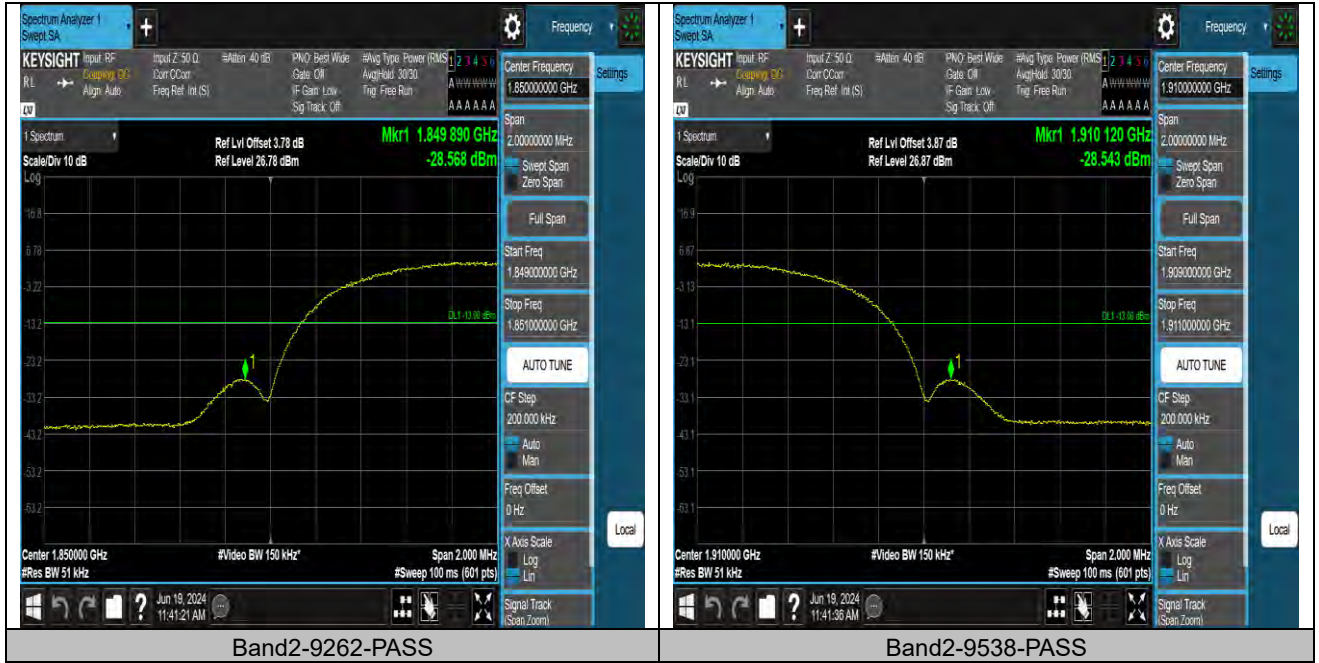 Spectrum Analyzer 1
Swept SA
+
Frequency
KEYSIGHT
RL
Input: RF
Coupling: DC
Align: Auto
Input Z: 50 Ω
Corr CCorr
Freq Ref: Int (S)
#Atten: 40 dB
PNO: Best Wide
Gate: Off
IF Gain: Low
Sig Track: Off
#Avg Type: Power (RMS
Avg|Hold: 30/30
Trig: Free Run
1 2 3 4 5 6
A W W W W W
A A A A A A
LXI
1 Spectrum
Scale/Div 10 dB
Log
Ref Lvl Offset 3.78 dB
Ref Level 26.78 dBm
Mkr1 1.849 890 GHz
-28.568 dBm
16.8
6.78
-3.22
-13.2
-23.2
-33.2
-43.2
-53.2
-63.2
DL1 -13.00 dBm
1
Center 1.850000 GHz
#Res BW 51 kHz
#Video BW 150 kHz*
Span 2.000 MHz
#Sweep 100 ms (601 pts)
Center Frequency
1.850000000 GHz
Settings
Span
2.00000000 MHz
Swept Span
Zero Span
Full Span
Start Freq
1.849000000 GHz
Stop Freq
1.851000000 GHz
AUTO TUNE
CF Step
200.000 kHz
Auto
Man
Freq Offset
0 Hz
X Axis Scale
Log
Lin
Signal Track
(Span Zoom)
Local
?
Jun 19, 2024
11:41:21 AM
Band2-9262-PASS
Spectrum Analyzer 1
Swept SA
+
Frequency
KEYSIGHT
RL
Input: RF
Coupling: DC
Align: Auto
Input Z: 50 Ω
Corr CCorr
Freq Ref: Int (S)
#Atten: 40 dB
PNO: Best Wide
Gate: Off
IF Gain: Low
Sig Track: Off
#Avg Type: Power (RMS
Avg|Hold: 30/30
Trig: Free Run
1 2 3 4 5 6
A W W W W W
A A A A A A
LXI
1 Spectrum
Scale/Div 10 dB
Log
Ref Lvl Offset 3.87 dB
Ref Level 26.87 dBm
Mkr1 1.910 120 GHz
-28.543 dBm
16.9
6.87
-3.13
-13.1
-23.1
-33.1
-43.1
-53.1
-63.1
DL1 -13.00 dBm
1
Center 1.910000 GHz
#Res BW 51 kHz
#Video BW 150 kHz*
Span 2.000 MHz
#Sweep 100 ms (601 pts)
Center Frequency
1.910000000 GHz
Settings
Span
2.00000000 MHz
Swept Span
Zero Span
Full Span
Start Freq
1.909000000 GHz
Stop Freq
1.911000000 GHz
AUTO TUNE
CF Step
200.000 kHz
Auto
Man
Freq Offset
0 Hz
X Axis Scale
Log
Lin
Signal Track
(Span Zoom)
Local
?
Jun 19, 2024
11:41:36 AM
Band2-9538-PASS